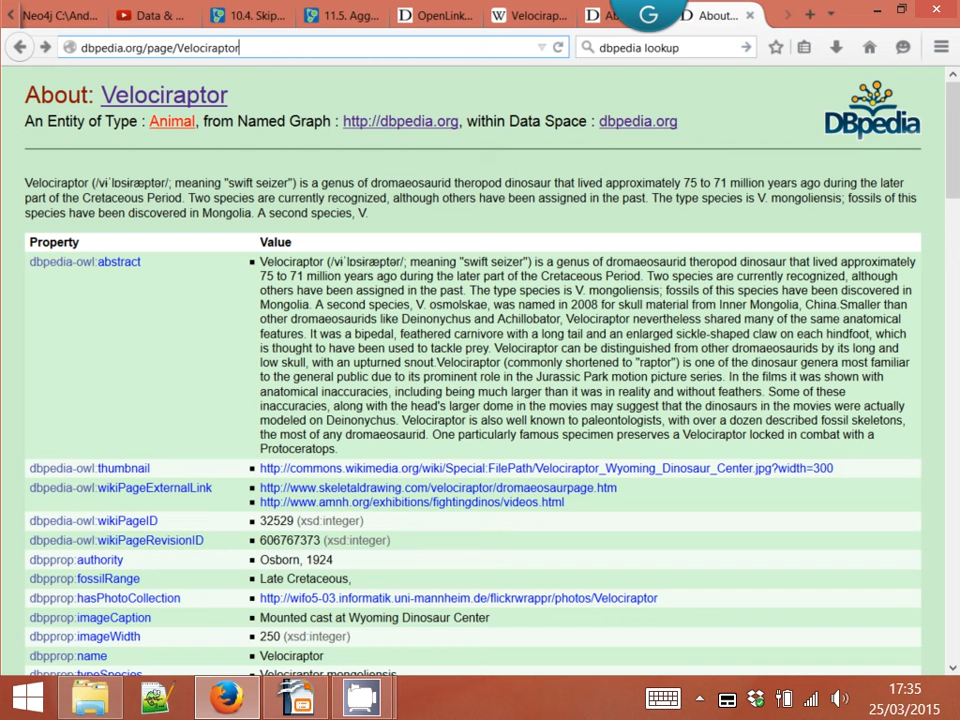 Neo4j C:\And...
Data & ...
10.4. Skip...
11.5. Agg...
OpenLink...
W Velocirap...
G
D About...
dbpedia.org/page/Velociraptor
dbpedia lookup
About: Velociraptor
An Entity of Type : Animal, from Named Graph : http://dbpedia.org, within Data Space : dbpedia.org
DBpedia
Velociraptor (/vɨˈlɒsɨræptər/; meaning "swift seizer") is a genus of dromaeosaurid theropod dinosaur that lived approximately 75 to 71 million years ago during the later
part of the Cretaceous Period. Two species are currently recognized, although others have been assigned in the past. The type species is V. mongoliensis; fossils of this
species have been discovered in Mongolia. A second species, V.
Property Value
dbpedia-owl:abstract
Velociraptor (/vɨˈlɒsɨræptər/; meaning "swift seizer") is a genus of dromaeosaurid theropod dinosaur that lived approximately
75 to 71 million years ago during the later part of the Cretaceous Period. Two species are currently recognized, although
others have been assigned in the past. The type species is V. mongoliensis; fossils of this species have been discovered in
Mongolia. A second species, V. osmolskae, was named in 2008 for skull material from Inner Mongolia, China.Smaller than
other dromaeosaurids like Deinonychus and Achillobator, Velociraptor nevertheless shared many of the same anatomical
features. It was a bipedal, feathered carnivore with a long tail and an enlarged sickle-shaped claw on each hindfoot, which
is thought to have been used to tackle prey. Velociraptor can be distinguished from other dromaeosaurids by its long and
low skull, with an upturned snout.Velociraptor (commonly shortened to "raptor") is one of the dinosaur genera most familiar
to the general public due to its prominent role in the Jurassic Park motion picture series. In the films it was shown with
anatomical inaccuracies, including being much larger than it was in reality and without feathers. Some of these
inaccuracies, along with the head's larger dome in the movies may suggest that the dinosaurs in the movies were actually
modeled on Deinonychus. Velociraptor is also well known to paleontologists, with over a dozen described fossil skeletons,
the most of any dromaeosaurid. One particularly famous specimen preserves a Velociraptor locked in combat with a
Protoceratops.
dbpedia-owl:thumbnail http://commons.wikimedia.org/wiki/Special:FilePath/Velociraptor_Wyoming_Dinosaur_Center.jpg?width=300
dbpedia-owl:wikiPageExternalLink http://www.skeletaldrawing.com/velociraptor/dromaeosaurpage.htm
http://www.amnh.org/exhibitions/fightingdinos/videos.html
dbpedia-owl:wikiPageID 32529 (xsd:integer)
dbpedia-owl:wikiPageRevisionID 606767373 (xsd:integer)
dbpprop:authority Osborn, 1924
dbpprop:fossilRange Late Cretaceous,
dbpprop:hasPhotoCollection http://wifo5-03.informatik.uni-mannheim.de/flickrwrappr/photos/Velociraptor
dbpprop:imageCaption Mounted cast at Wyoming Dinosaur Center
dbpprop:imageWidth 250 (xsd:integer)
dbpprop:name Velociraptor
dbpprop:typeSpecies Velociraptor mongoliensis
17:35
25/03/2015